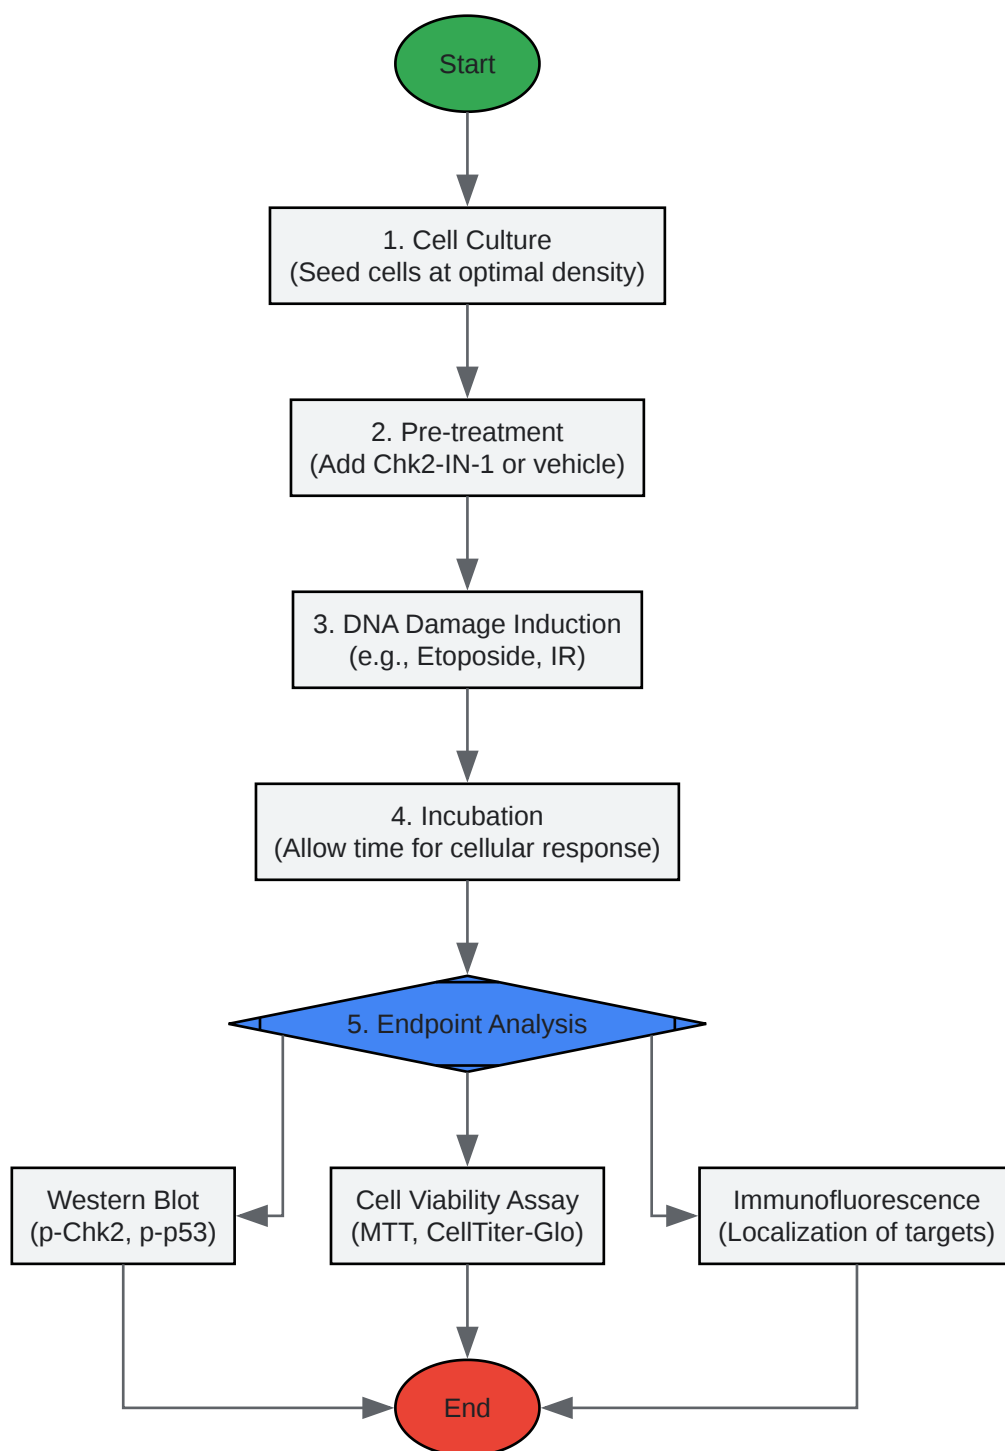 Start
1. Cell Culture
(Seed cells at optimal density)
2. Pre-treatment
(Add Chk2-IN-1 or vehicle)
3. DNA Damage Induction
(e.g., Etoposide, IR)
4. Incubation
(Allow time for cellular response)
5. Endpoint Analysis
Western Blot
(p-Chk2, p-p53)
Cell Viability Assay
(MTT, CellTiter-Glo)
Immunofluorescence
(Localization of targets)
End